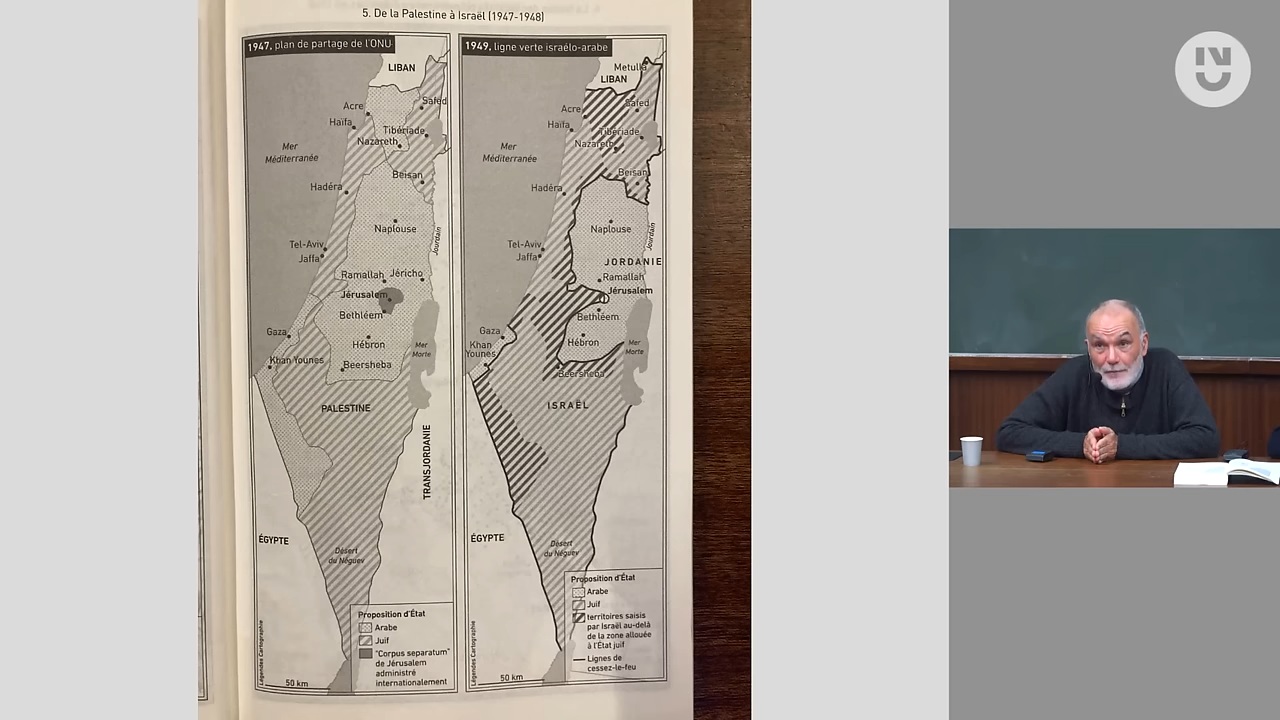 5. De la Palestine à Israël (1947-1948)
1947, plan de partage de l'ONU
LIBAN
Acre
Safed
Haïfa
Tibériade
Nazareth
Mer
Méditerranée
Beisan
Hadéra
Naplouse
Jourdain
Tel-Aviv
Jaffa
Ramallah
Jéricho
Jérusalem
Bethléem
Gaza
Hébron
Mer
Morte
Khan Younes
Beersheba
PALESTINE
TRANSJORDANIE
ÉGYPTE
Désert
du Néguev
Proposition d'État
Arabe
Juif
"Corpus separatum"
de Jérusalem
administré
internationalement
Légendes Cartographie
50 km
1949, ligne verte israélo-arabe
Metulla
LIBAN
Acre
Safed
Haïfa
Tibériade
Nazareth
Mer
Méditerranée
Beisan
Hadéra
Naplouse
Jourdain
Tel-Aviv
Jaffa
JORDANIE
Ramallah
Jérusalem
Bethléem
Gaza
Khan
Younes
Hébron
Mer
Morte
Beersheba
ISRAËL
ÉGYPTE
Désert
du Néguev
Proposition d'État
Arabe
Juif
territoires saisis
par Israël au-delà
de la zone allouée
à l'État juif
Lignes de
cessez-le-feu
Légendes Cartographie
50 km